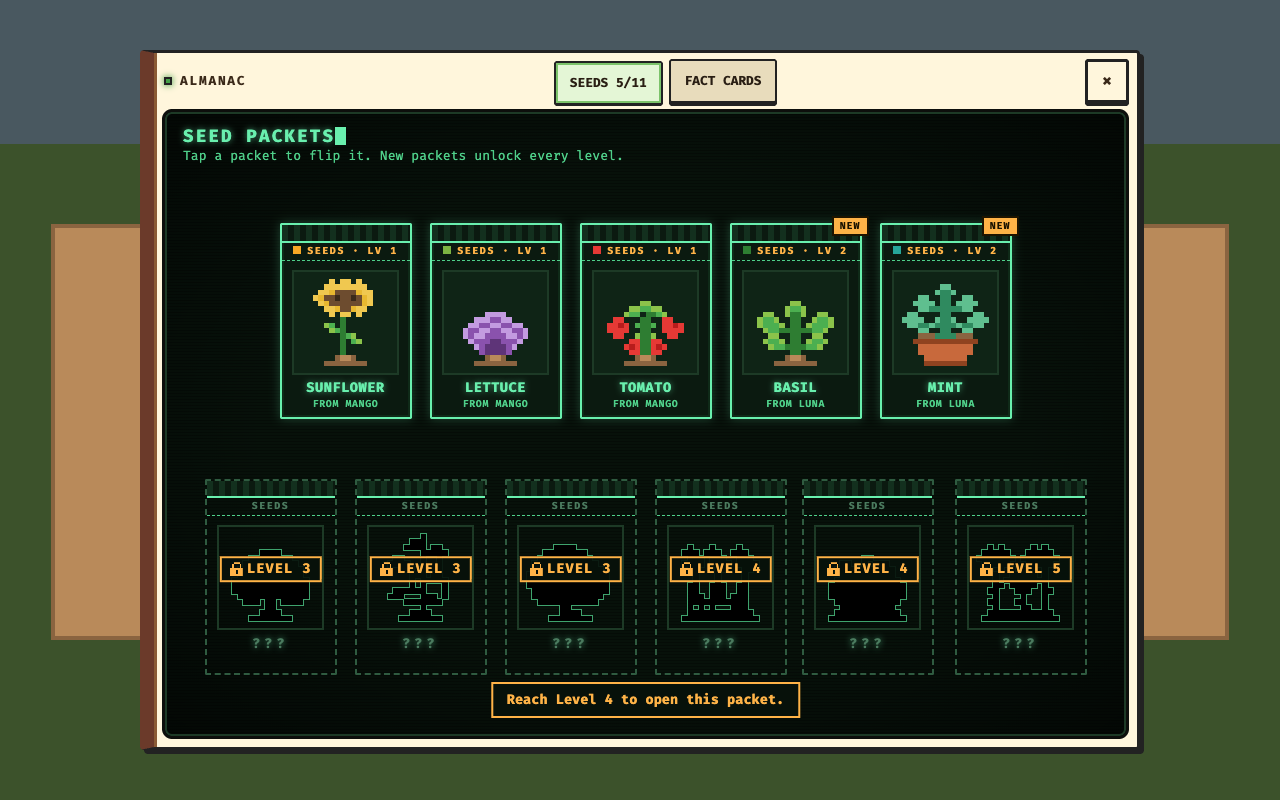 ALMANAC
SEEDS 5/11
FACT CARDS
✖
SEED PACKETS
Tap a packet to flip it. New packets unlock every level.
SEEDS · LV 1
SUNFLOWER
FROM MANGO
SEEDS · LV 1
LETTUCE
FROM MANGO
SEEDS · LV 1
TOMATO
FROM MANGO
NEW
SEEDS · LV 2
BASIL
FROM LUNA
NEW
SEEDS · LV 2
MINT
FROM LUNA
SEEDS
LEVEL 3
???
SEEDS
LEVEL 3
???
SEEDS
LEVEL 3
???
SEEDS
LEVEL 4
???
SEEDS
LEVEL 4
???
SEEDS
LEVEL 5
???
Reach Level 4 to open this packet.